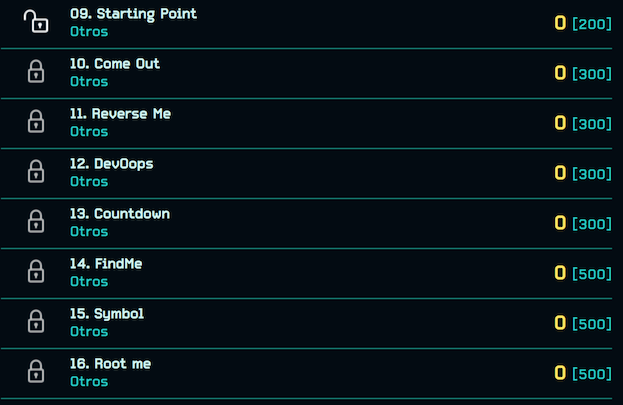 09. Starting Point
Otros
0 [200]
10. Come Out
Otros
0 [300]
11. Reverse Me
Otros
0 [300]
12. DevOops
Otros
0 [300]
13. Countdown
Otros
0 [300]
14. FindMe
Otros
0 [500]
15. Symbol
Otros
0 [500]
16. Root me
Otros
0 [500]